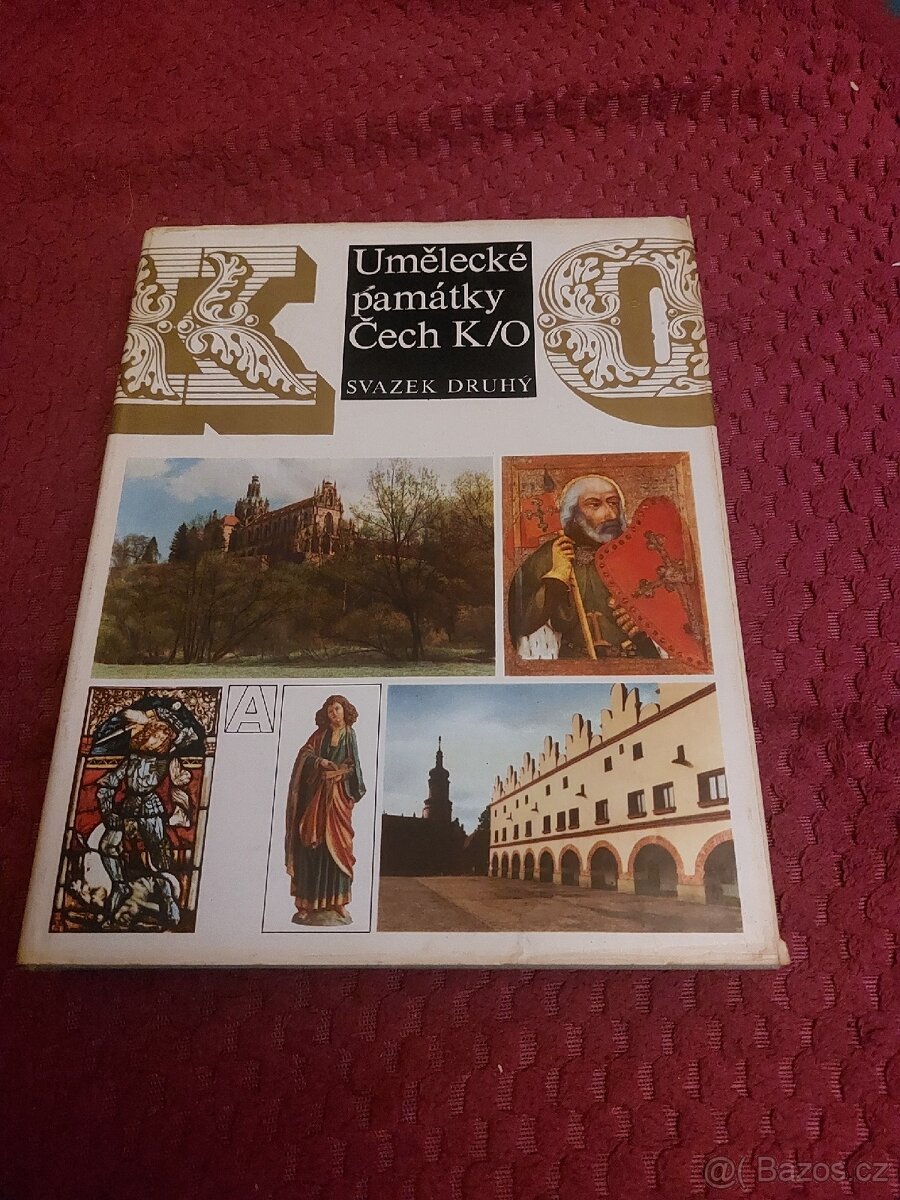 K
Umělecké
památky
Čech K/O
SVAZEK DRUHÝ
O
A
@( Bazos.cz